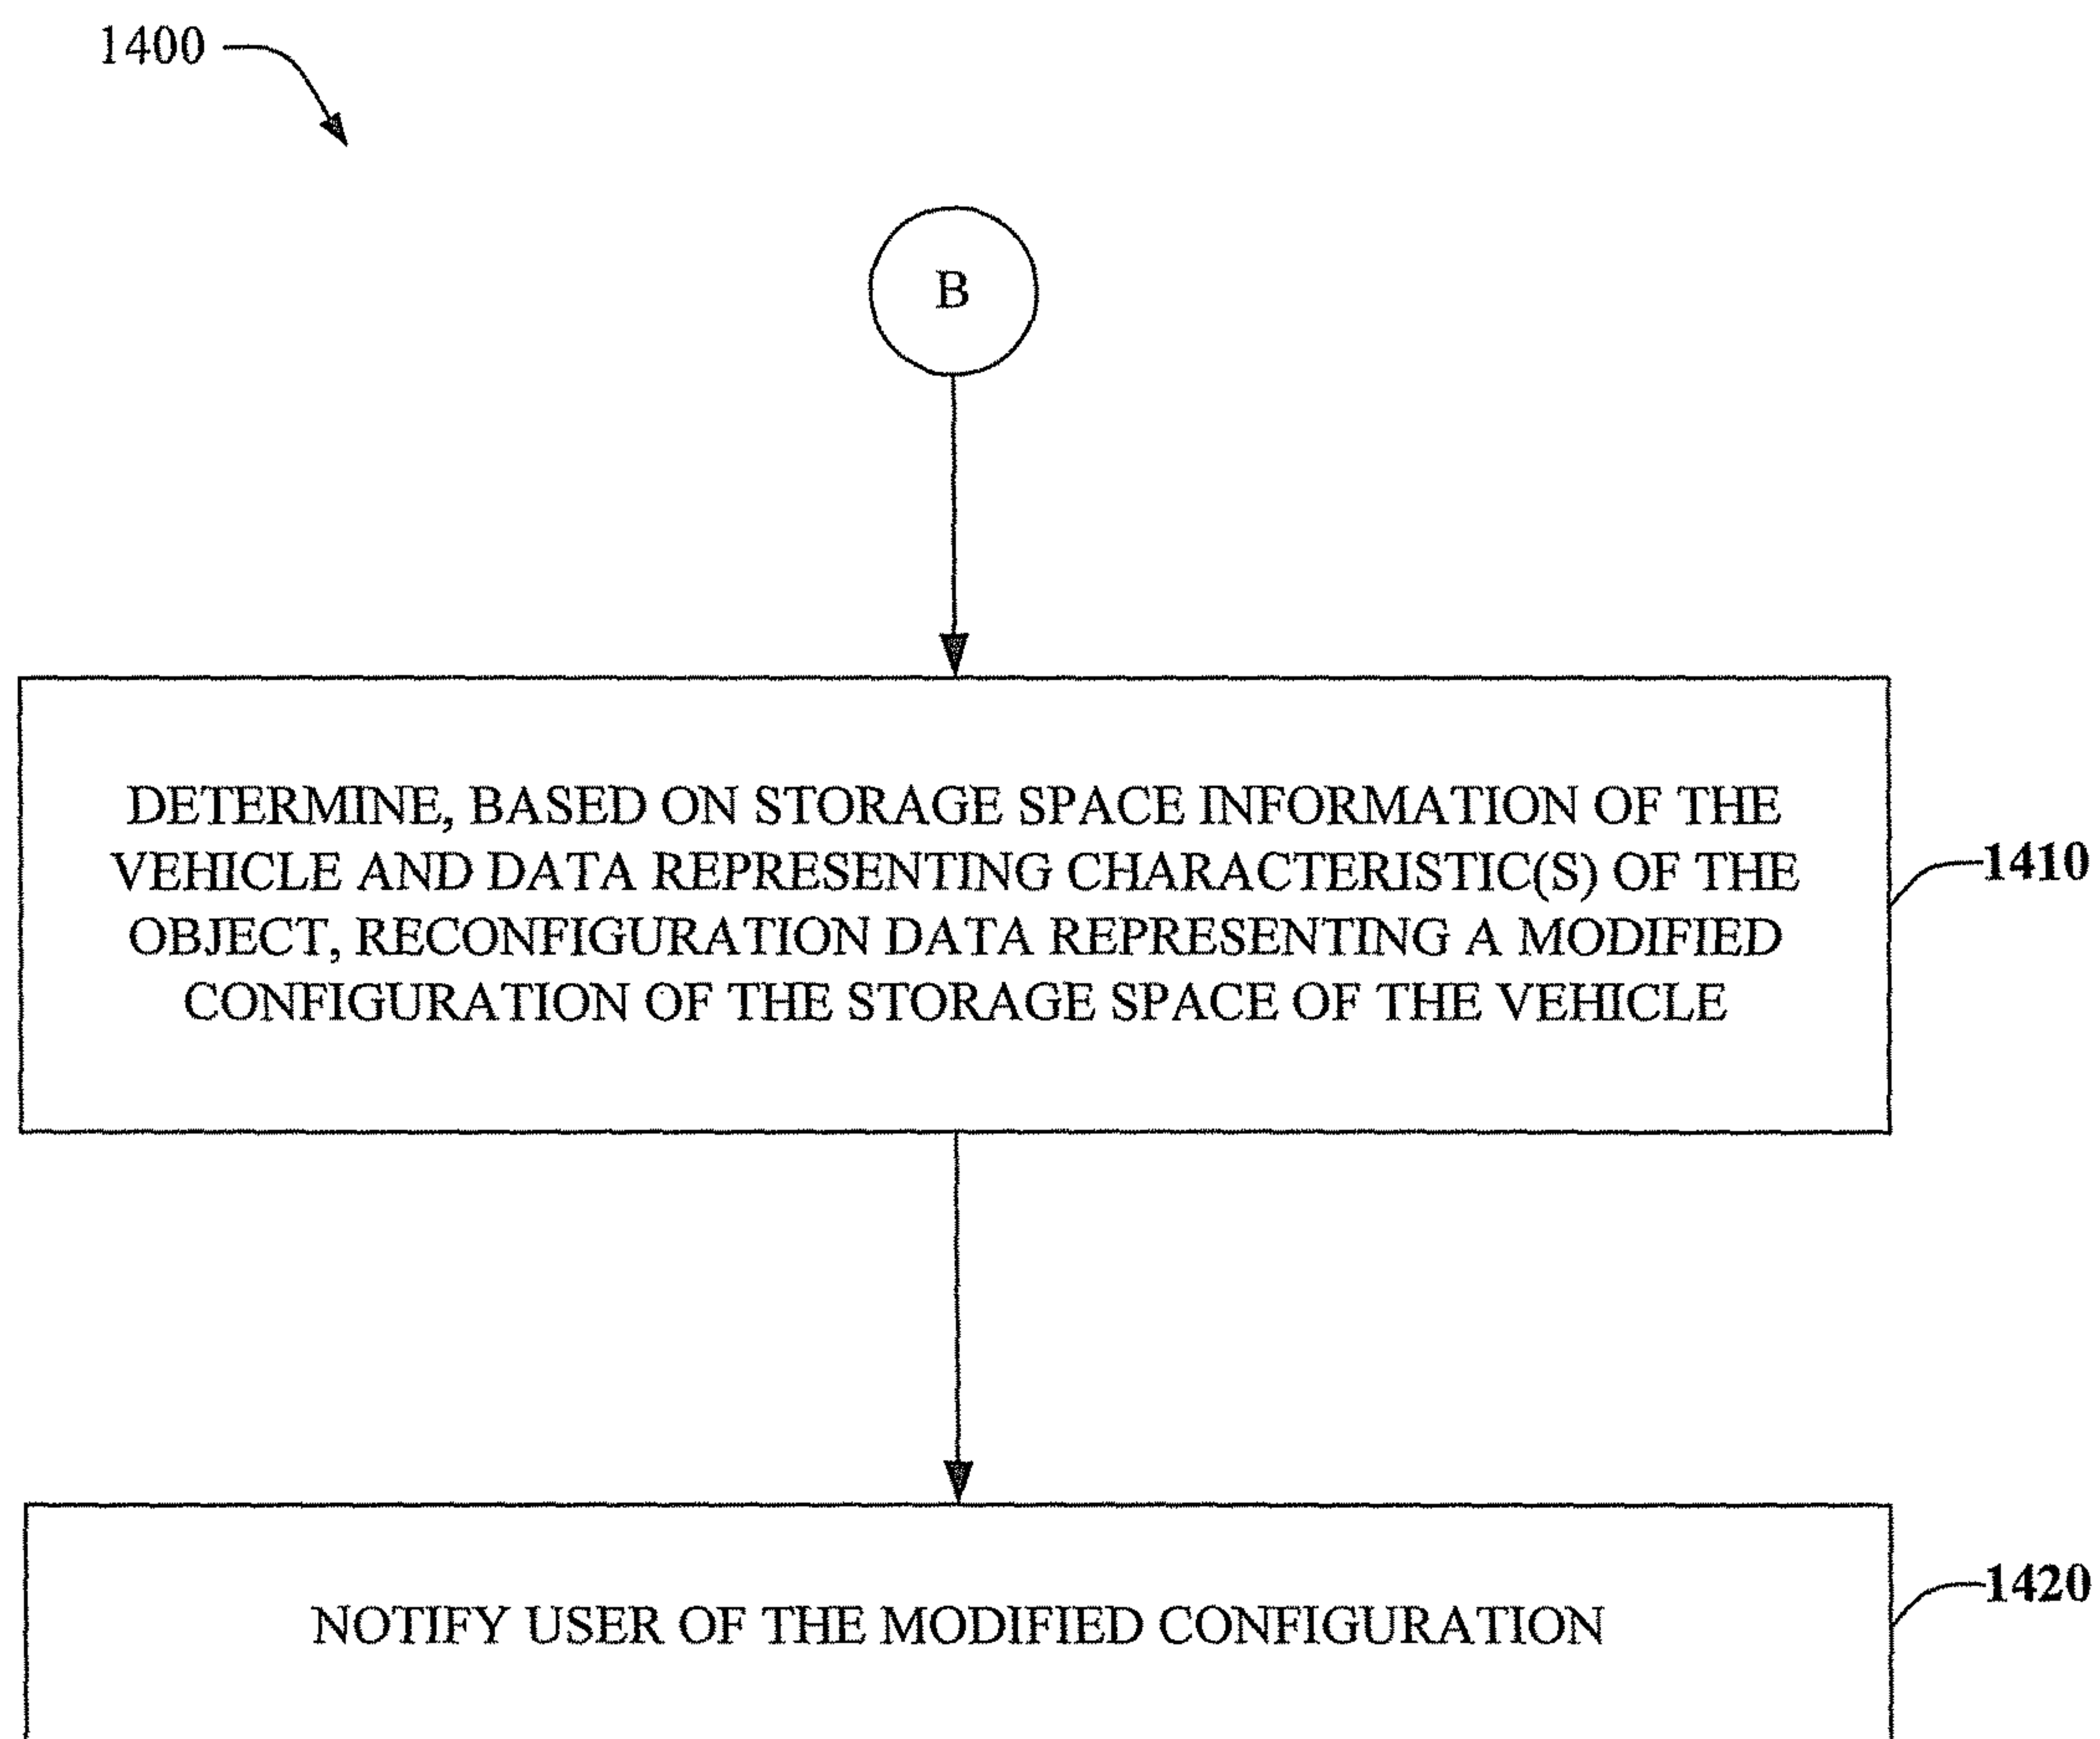 1400
B
DETERMINE, BASED ON STORAGE SPACE INFORMATION OF THE
VEHICLE AND DATA REPRESENTING CHARACTERISTIC(S) OF THE
OBJECT, RECONFIGURATION DATA REPRESENTING A MODIFIED
CONFIGURATION OF THE STORAGE SPACE OF THE VEHICLE
1410
NOTIFY USER OF THE MODIFIED CONFIGURATION
1420